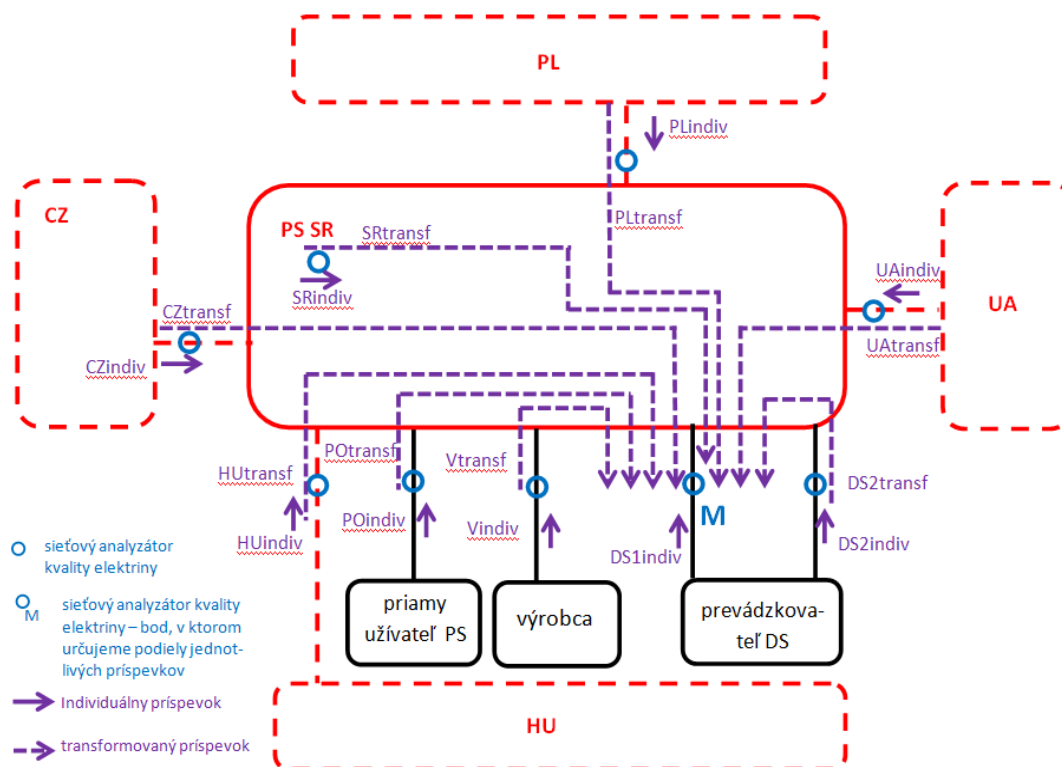 PL
PLindiv
CZ
PS SR
SRtransf
PLtransf
SRindiv
UAindiv
UA
CZtransf
UAtransf
CZindiv
HUtransf
POtransf
Vtransf
DS2transf
M
HUindiv
POindiv
Vindiv
DS1indiv
DS2indiv
sieťový analyzátor
kvality elektriny
M
sieťový analyzátor kvality
elektriny – bod, v ktorom
určujeme podiely jednot-
livých príspevkov
Individuálny príspevok
transformovaný príspevok
priamy
užívateľ PS
výrobca
prevádzkova-
teľ DS
HU